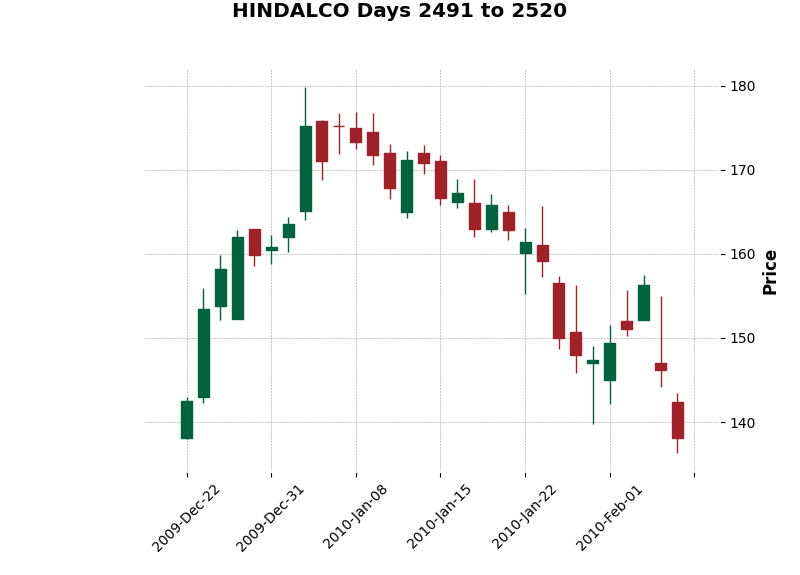 HINDALCO Days 2491 to 2520
180
170
160
150
140
Price
2009-Dec-22
2009-Dec-31
2010-Jan-08
2010-Jan-15
2010-Jan-22
2010-Feb-01